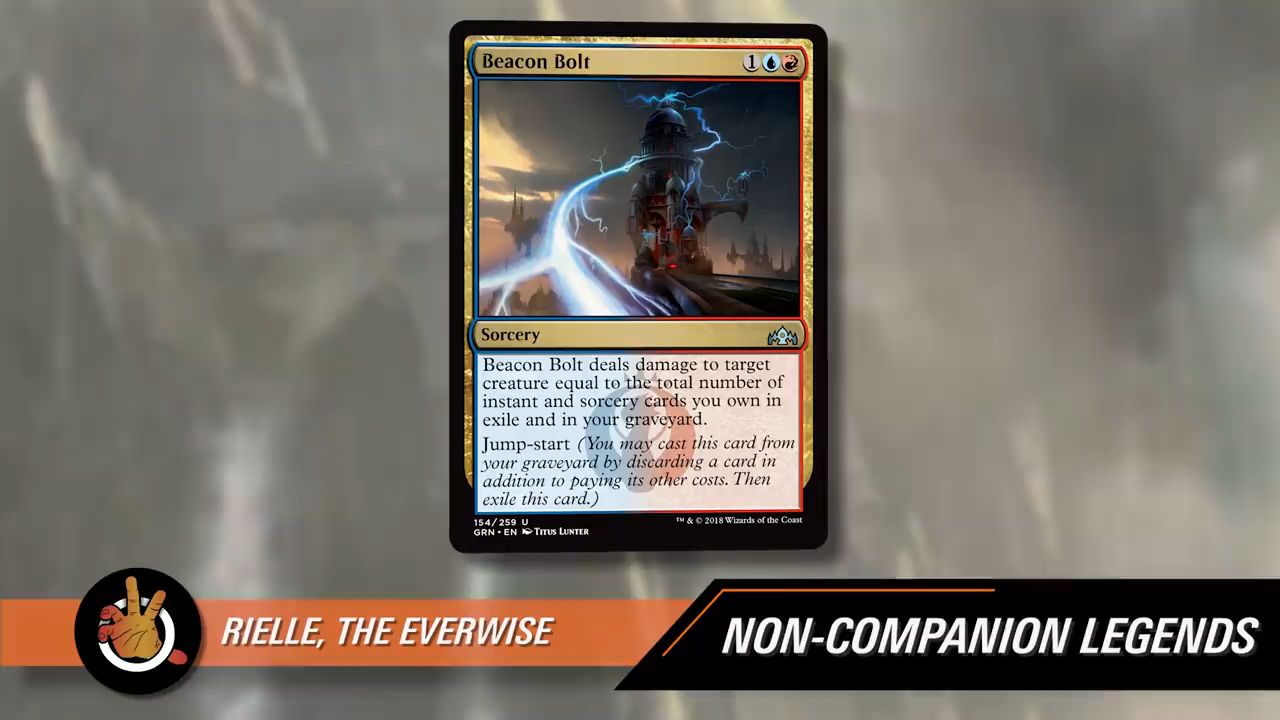 Beacon Bolt 1
Sorcery
Beacon Bolt deals damage to target
creature equal to the total number of
instant and sorcery cards you own in
exile and in your graveyard.
Jump-start (You may cast this card from
your graveyard by discarding a card in
addition to paying its other costs. Then
exile this card.)
154/259 U
GRN • EN TITUS LUNTER
™ & © 2018 Wizards of the Coast
RIELLE, THE EVERWISE
NON-COMPANION LEGENDS